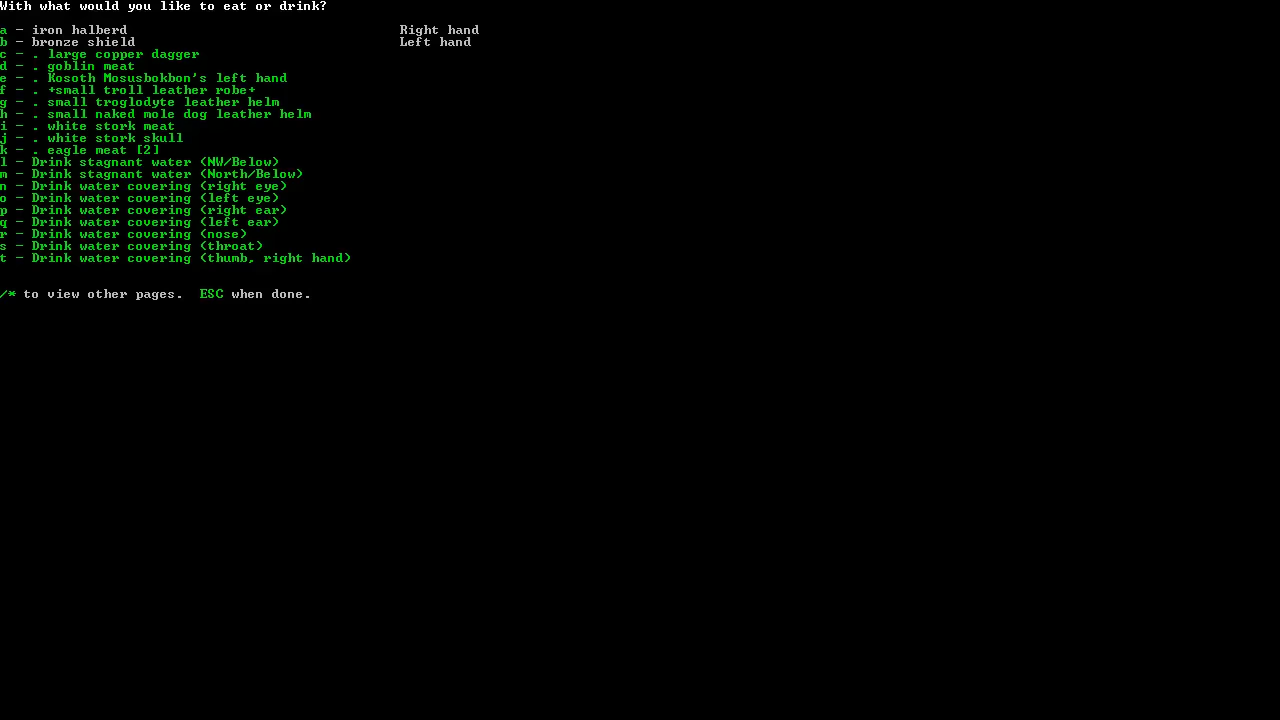 With what would you like to eat or drink?
a - iron halberd Right hand
b - bronze shield Left hand
c - . large copper dagger
d - . goblin meat
e - . Kosoth Mosusbokbon's left hand
f - . +small troll leather robe+
g - . small troglodyte leather helm
h - . small naked mole dog leather helm
i - . white stork meat
j - . white stork skull
k - . eagle meat [2]
l - Drink stagnant water (NW/Below)
m - Drink stagnant water (North/Below)
n - Drink water covering (right eye)
o - Drink water covering (left eye)
p - Drink water covering (right ear)
q - Drink water covering (left ear)
r - Drink water covering (nose)
s - Drink water covering (throat)
t - Drink water covering (thumb, right hand)
/* to view other pages.  ESC when done.